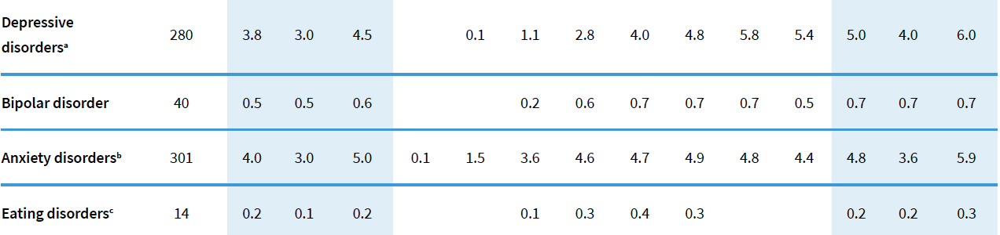 Depressive
disordersᵃ 280 3.8 3.0 4.5 0.1 1.1 2.8 4.0 4.8 5.8 5.4 5.0 4.0 6.0
Bipolar disorder 40 0.5 0.5 0.6 0.2 0.6 0.7 0.7 0.7 0.5 0.7 0.7 0.7
Anxiety disordersᵇ 301 4.0 3.0 5.0 0.1 1.5 3.6 4.6 4.7 4.9 4.8 4.4 4.8 3.6 5.9
Eating disordersᶜ 14 0.2 0.1 0.2 0.1 0.3 0.4 0.3 0.2 0.2 0.3